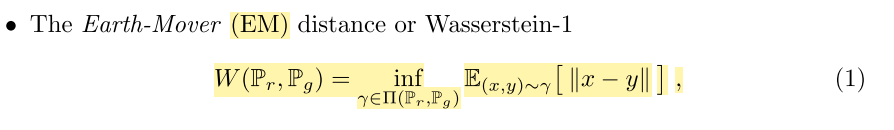 • The Earth-Mover (EM) distance or Wasserstein-1
W(ℙ_r, ℙ_g) = inf_{γ∈Π(ℙ_r,ℙ_g)} 𝔼_{(x,y)∼γ}[ ‖x − y‖ ] , (1)